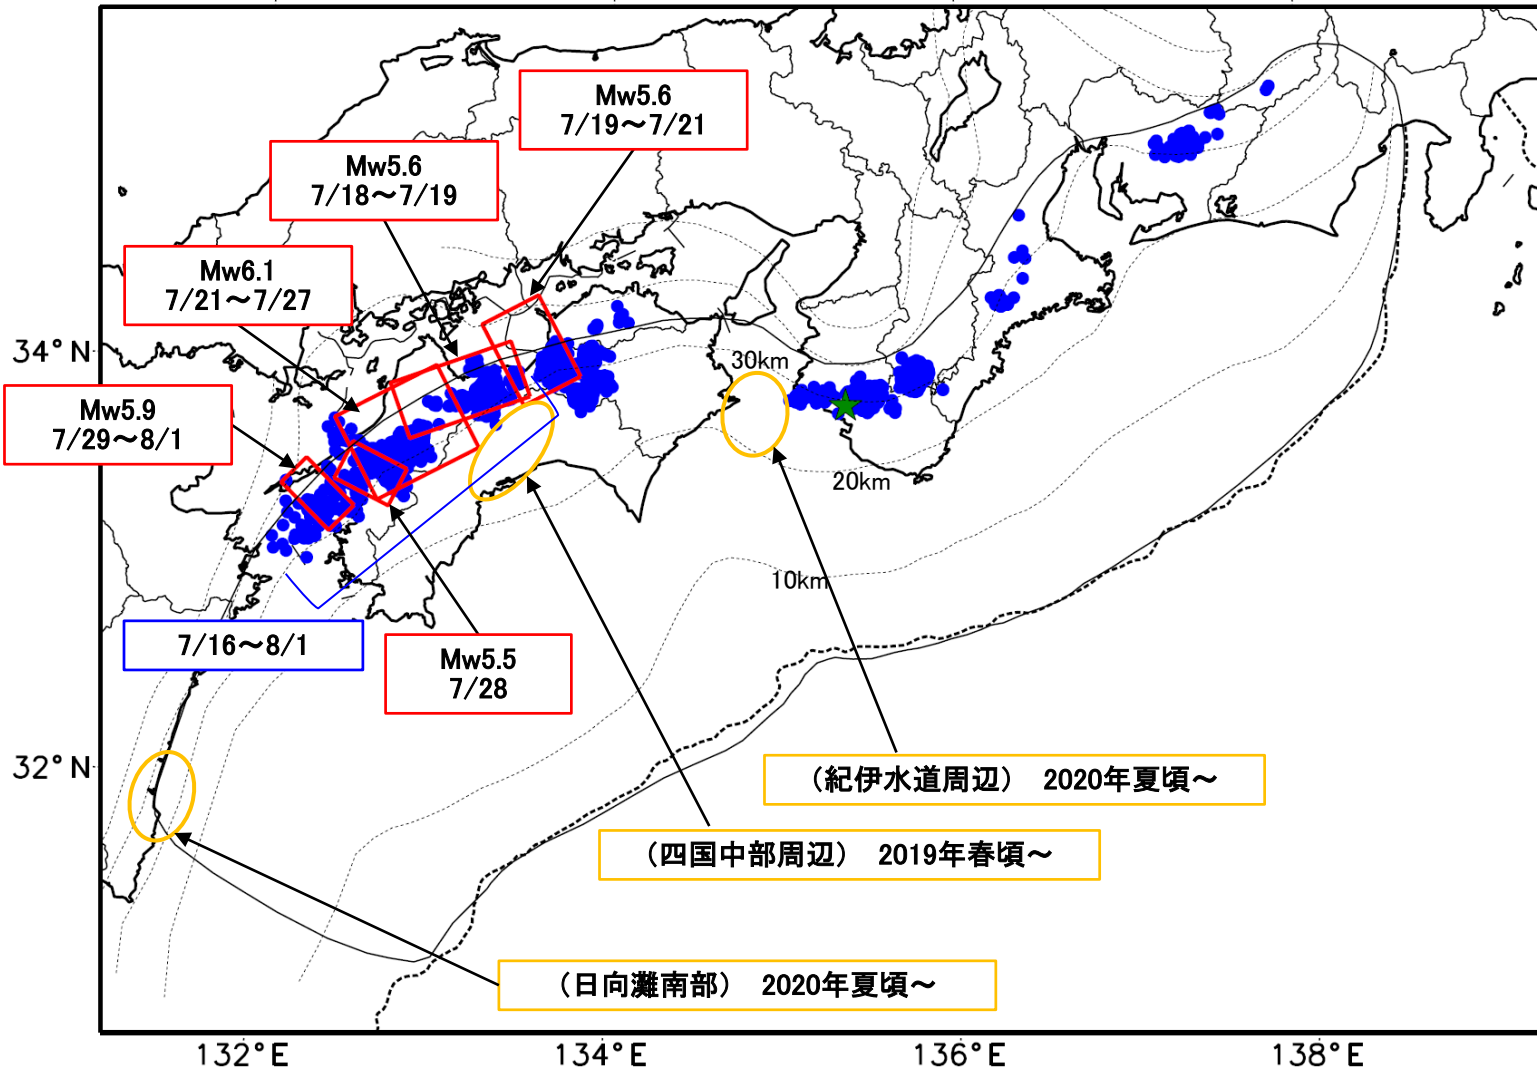 Mw5.6
7/19～7/21
Mw5.6
7/18～7/19
Mw6.1
7/21～7/27
34°N
30km
Mw5.9
7/29～8/1
20km
10km
7/16～8/1
Mw5.5
7/28
32°N
（紀伊水道周辺） 2020年夏頃～
（四国中部周辺） 2019年春頃～
（日向灘南部） 2020年夏頃～
132°E
134°E
136°E
138°E